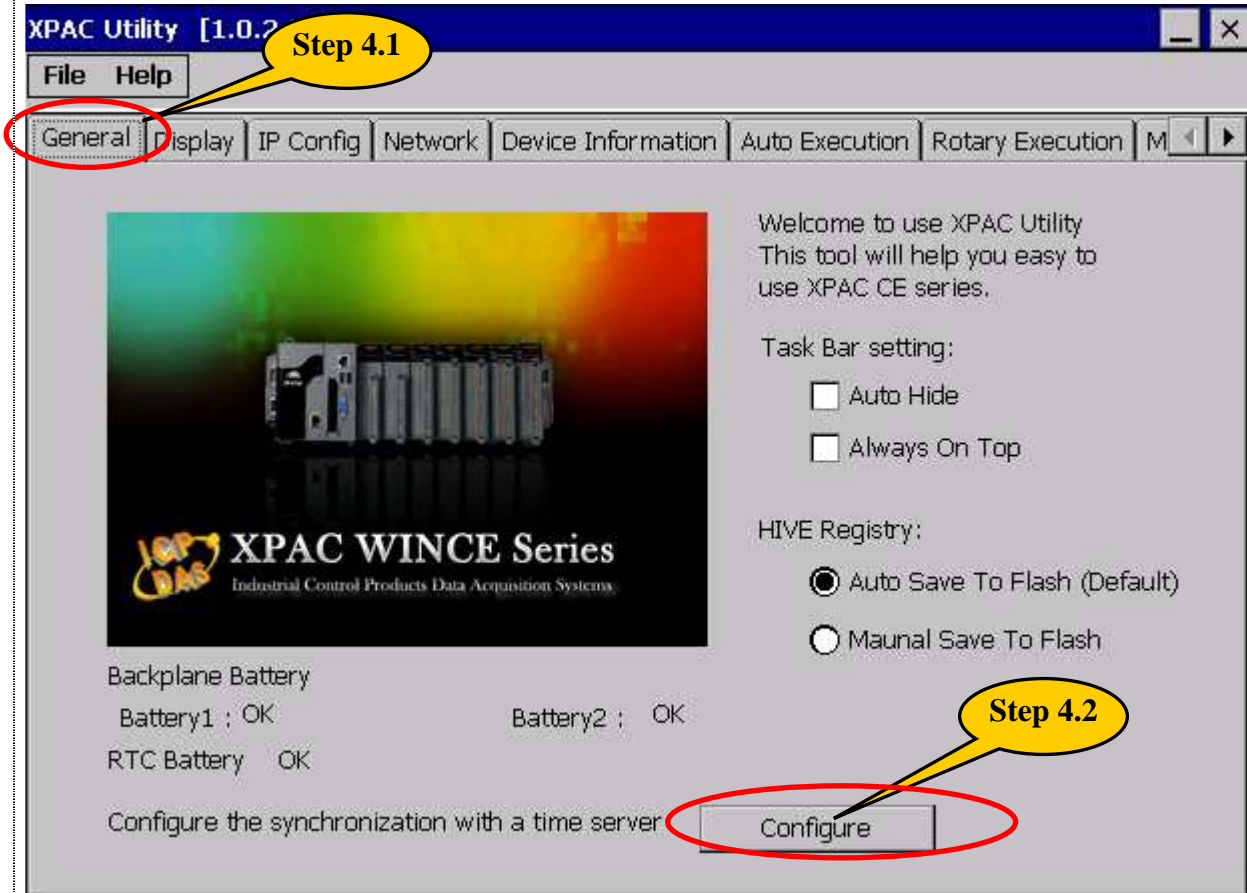 XPAC Utility [1.0.2
Step 4.1
File Help
General Display IP Config Network Device Information Auto Execution Rotary Execution M
Welcome to use XPAC Utility
This tool will help you easy to
use XPAC CE series.
Task Bar setting:
Auto Hide
Always On Top
ICP
DAS
XPAC WINCE Series
Industrial Control Products Data Acquisition Systems
HIVE Registry:
Auto Save To Flash (Default)
Maunal Save To Flash
Backplane Battery
Battery1 : OK Battery2 : OK
RTC Battery OK
Step 4.2
Configure the synchronization with a time server Configure